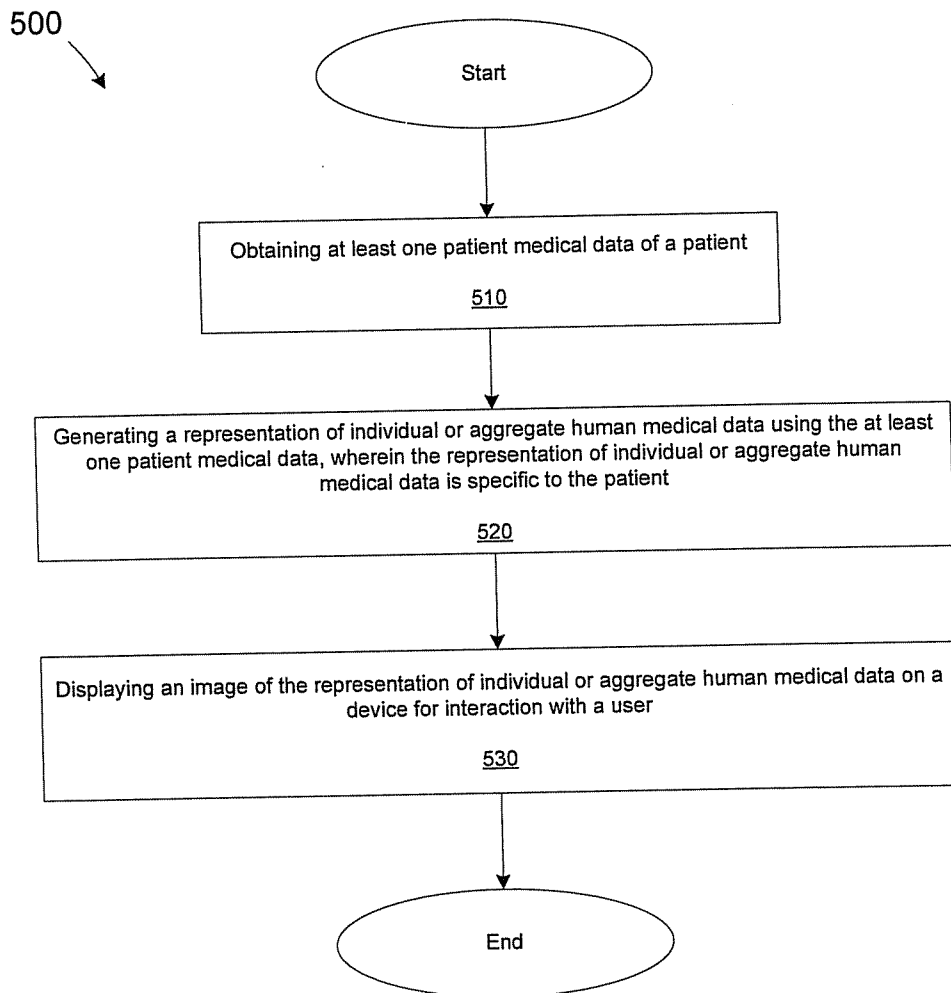 500
Start
Obtaining at least one patient medical data of a patient
510
Generating a representation of individual or aggregate human medical data using the at least
one patient medical data, wherein the representation of individual or aggregate human
medical data is specific to the patient
520
Displaying an image of the representation of individual or aggregate human medical data on a
device for interaction with a user
530
End